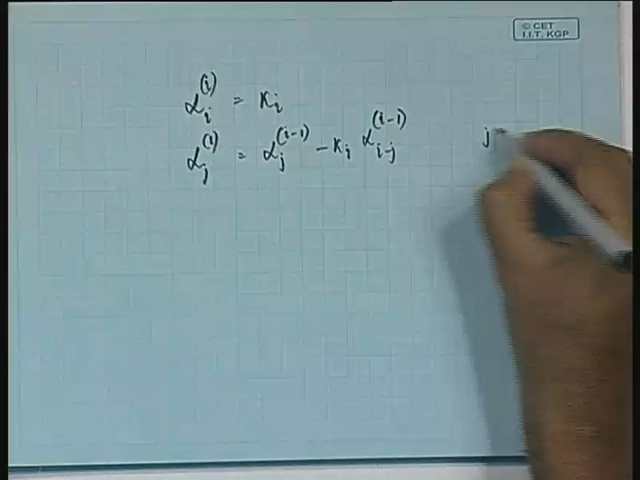 © CET
I.I.T. KGP
α_i^(i) = K_i
α_j^(i) = α_j^(i-1) - K_i α_{i-j}^(i-1) j =